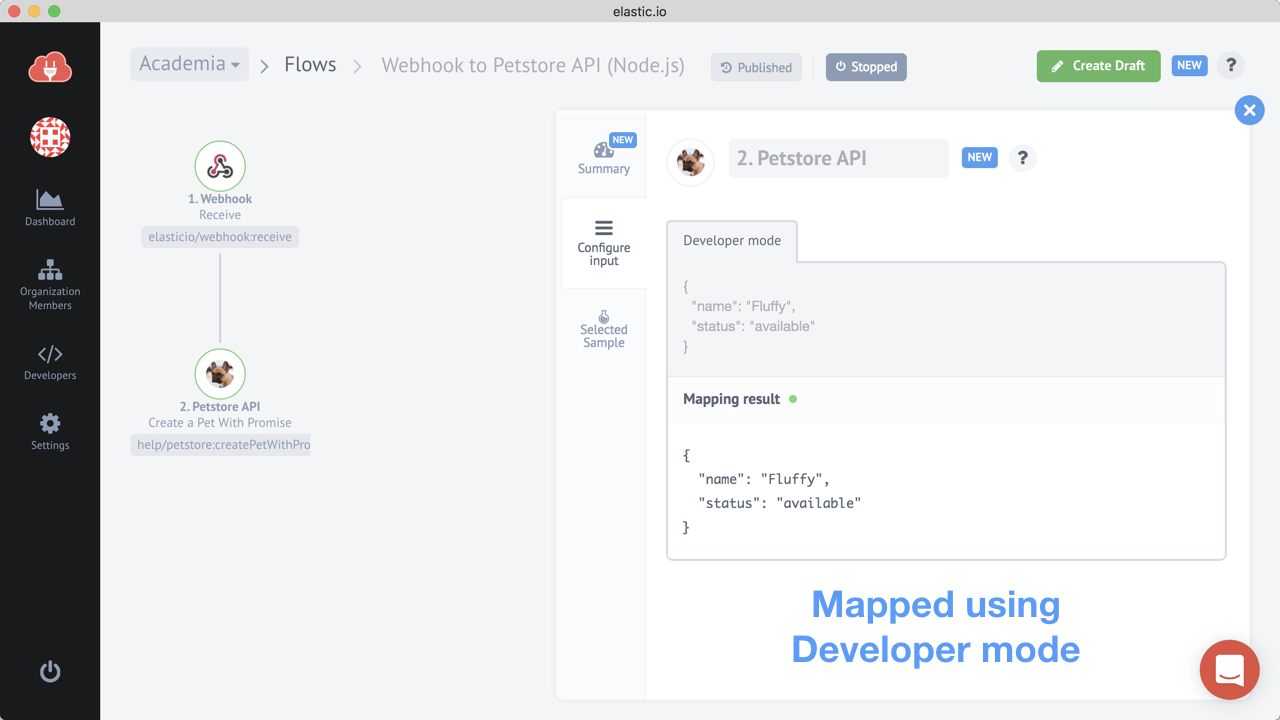 elastic.io
Academia
Flows
Webhook to Petstore API (Node.js)
Published
Stopped
Create Draft
NEW
?
Dashboard
Organization
Members
Developers
Settings
1. Webhook
Receive
elasticio/webhook:receive
2. Petstore API
Create a Pet With Promise
help/petstore:createPetWithPro
NEW
Summary
Configure
input
Selected
Sample
2. Petstore API
NEW
?
Developer mode
{
"name": "Fluffy",
"status": "available"
}
Mapping result
{
"name": "Fluffy",
"status": "available"
}
Mapped using
Developer mode